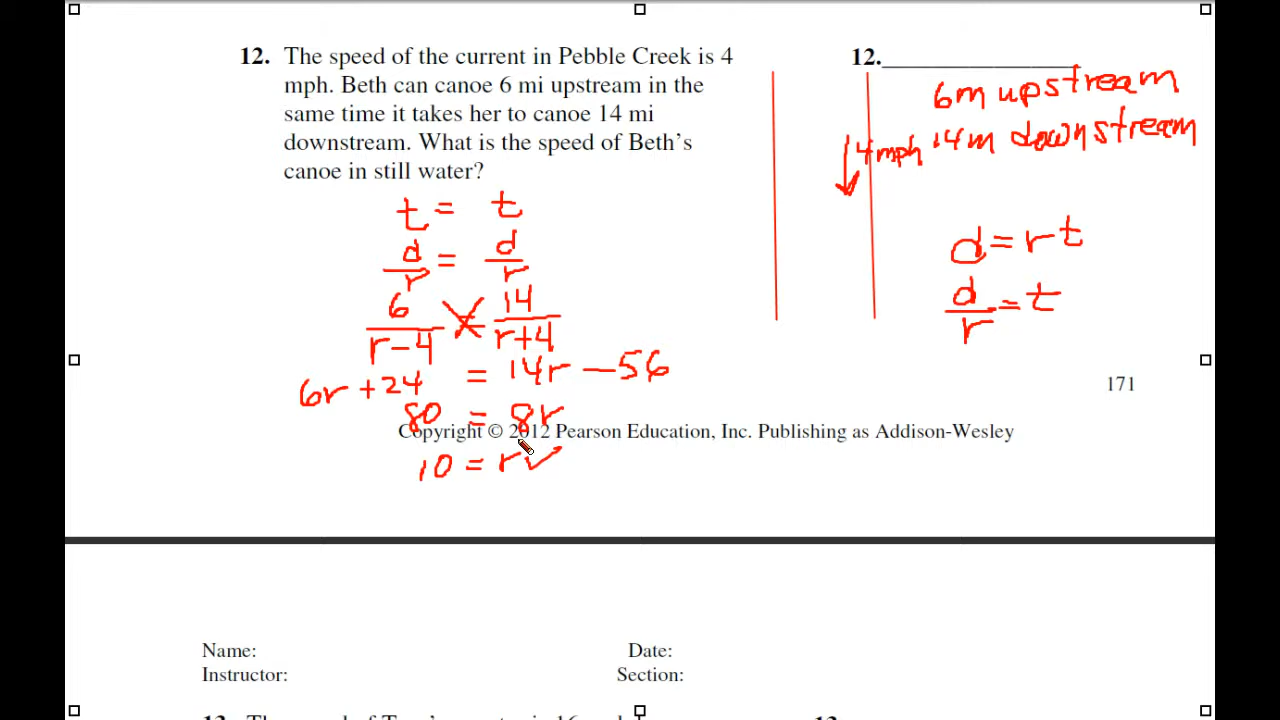 12. The speed of the current in Pebble Creek is 4
mph. Beth can canoe 6 mi upstream in the
same time it takes her to canoe 14 mi
downstream. What is the speed of Beth's
canoe in still water?
12.
6m upstream
14m downstream
4mph
t = t
d/r = d/r
6/(r-4) = 14/(r+4)
6r + 24 = 14r - 56
80 = 8r
10 = r ✓
d = rt
d/r = t
171
Copyright © 2012 Pearson Education, Inc. Publishing as Addison-Wesley
Name: Date:
Instructor: Section: